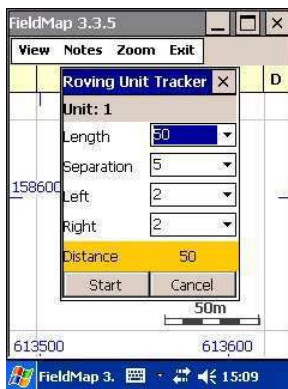 FieldMap 3.3.5
View Notes Zoom Exit
D
Roving Unit Tracker
Unit: 1
Length 50
Separation 5
158600
Left 2
Right 2
Distance 50
Start Cancel
50m
613500 613600
FieldMap 3. 15:09